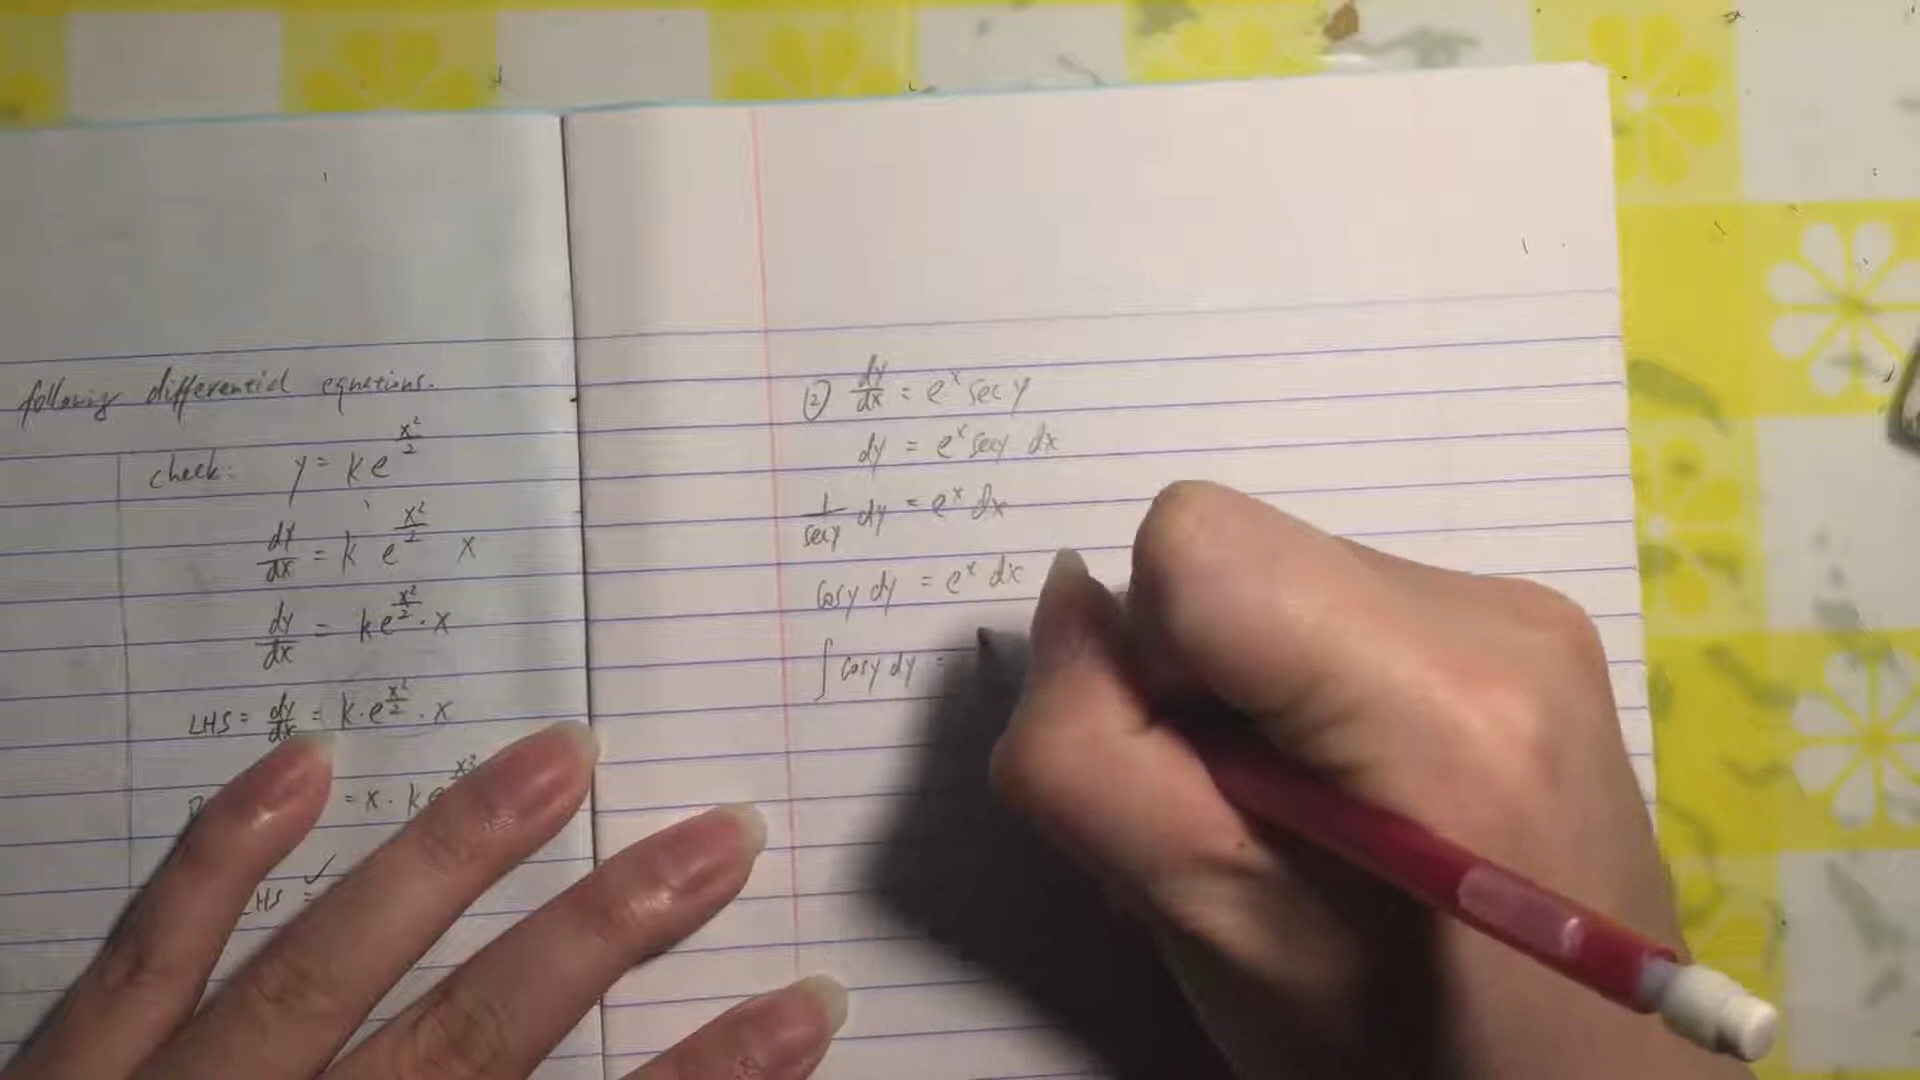 following differential equations.
check: y = ke^(x²/2)
dy/dx = k e^(x²/2) x
dy/dx = ke^(x²/2) · x
LHS = dy/dx = k·e^(x²/2) · x
= x · ke
LHS =
② dy/dx = e^x sec y
dy = e^x sec y dx
1/sec y dy = e^x dx
cos y dy = e^x dx
∫ cos y dy =